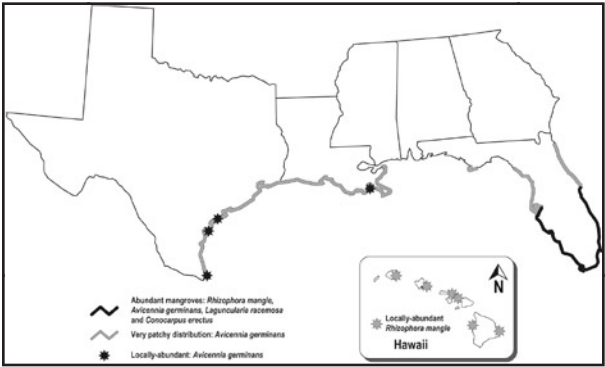 N
Locally-abundant
Rhizophora mangle
Hawaii
Abundant mangroves: Rhizophora mangle,
Avicennia germinans, Laguncularia racemosa
and Conocarpus erectus
Very patchy distribution: Avicennia germinans
Locally-abundant: Avicennia germinans